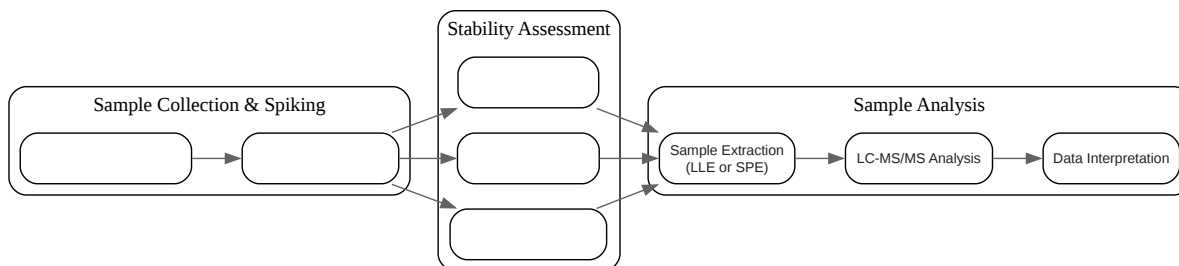 Stability Assessment
Sample Collection & Spiking
Sample Analysis
Sample Extraction
(LLE or SPE)
LC-MS/MS Analysis
Data Interpretation